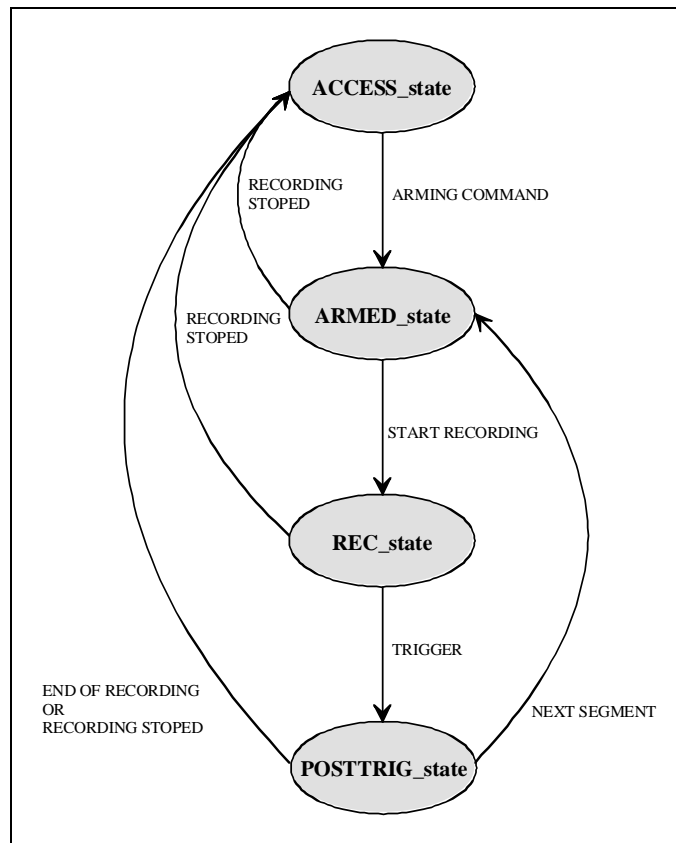 ACCESS_state
RECORDING
STOPED
ARMING COMMAND
ARMED_state
RECORDING
STOPED
START RECORDING
REC_state
TRIGGER
END OF RECORDING
OR
RECORDING STOPED
NEXT SEGMENT
POSTTRIG_state